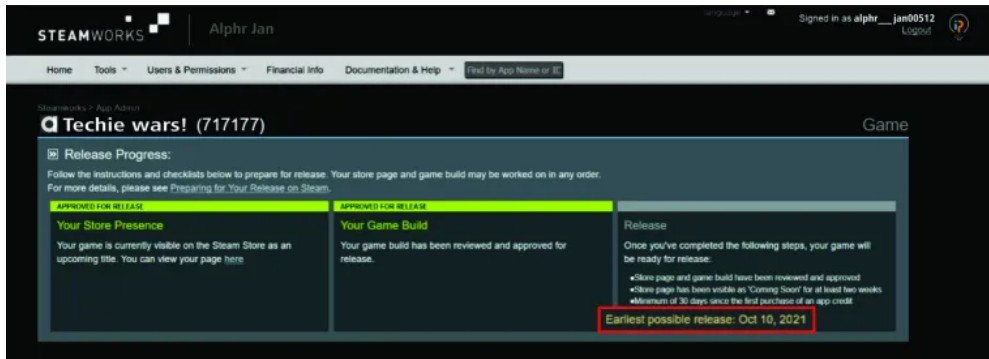 STEAMWORKS
Alphr Jan
language
Signed in as alphr___jan00512
Logout
Home Tools Users & Permissions Financial Info Documentation & Help Find by App Name or ID
Steamworks > App Admin
Techie wars! (717177)
Game
Release Progress:
Follow the instructions and checklists below to prepare for release. Your store page and game build may be worked on in any order.
For more details, please see Preparing for Your Release on Steam.
APPROVED FOR RELEASE
Your Store Presence
Your game is currently visible on the Steam Store as an
upcoming title. You can view your page here
APPROVED FOR RELEASE
Your Game Build
Your game build has been reviewed and approved for
release.
Release
Once you've completed the following steps, your game will
be ready for release:
•Store page and game build have been reviewed and approved
•Store page has been visible as 'Coming Soon' for at least two weeks
•Minimum of 30 days since the first purchase of an app credit
Earliest possible release: Oct 10, 2021